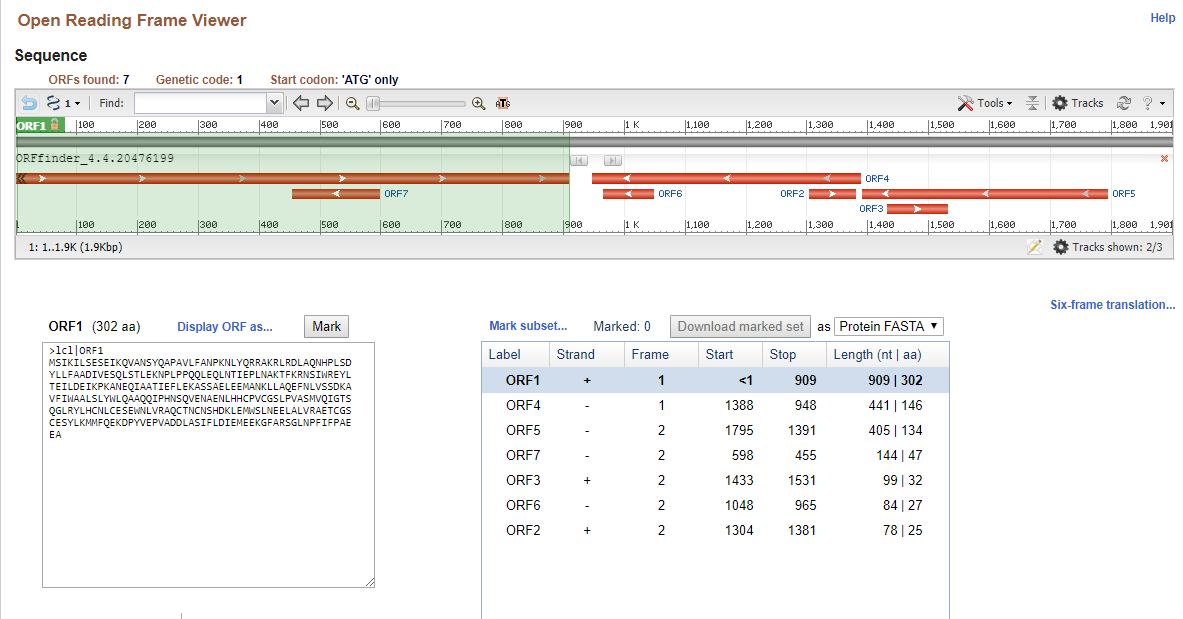 Open Reading Frame Viewer
Help
Sequence
ORFs found: 7 Genetic code: 1 Start codon: 'ATG' only
1 Find: Tools Tracks ?
ORF1 100 200 300 400 500 600 700 800 900 1 K 1,100 1,200 1,300 1,400 1,500 1,600 1,700 1,800 1,901
ORFfinder_4.4.20476199
ORF4
ORF7 ORF6 ORF2 ORF5
ORF3
1 100 200 300 400 500 600 700 800 900 1 K 1,100 1,200 1,300 1,400 1,500 1,600 1,700 1,800 1,901
1: 1..1.9K (1.9Kbp) Tracks shown: 2/3
Six-frame translation...
ORF1 (302 aa) Display ORF as... Mark
Mark subset... Marked: 0 Download marked set as Protein FASTA
>lcl|ORF1
MSIKILSESEIKQVANSYQAPAVLFANPKNLYQRRAKRLRDLAQNHPLSD
YLLFAADIVESQLSTLEKNPLPPQQLEQLNTIEPLNAKTFKRNSIWREYL
TEILDEIKPKANEQIAATIEFLEKASSAELEEMANKLLAQEFNLVSSDKA
VFIWAALSLYWLQAAQQIPHNSQVENAENLHHCPVCGSLPVASMVQIGTS
QGLRYLHCNLCESEWNLVRAQCTNCNSHDKLEMWSLNEELALVRAETCGS
CESYLKMMFQEKDPYVEPVADDLASIFLDIEMEEKGFARSGLNPFIFPAE
EA
Label Strand Frame Start Stop Length (nt | aa)
ORF1 + 1 <1 909 909 | 302
ORF4 - 1 1388 948 441 | 146
ORF5 - 2 1795 1391 405 | 134
ORF7 - 2 598 455 144 | 47
ORF3 + 2 1433 1531 99 | 32
ORF6 - 2 1048 965 84 | 27
ORF2 + 2 1304 1381 78 | 25